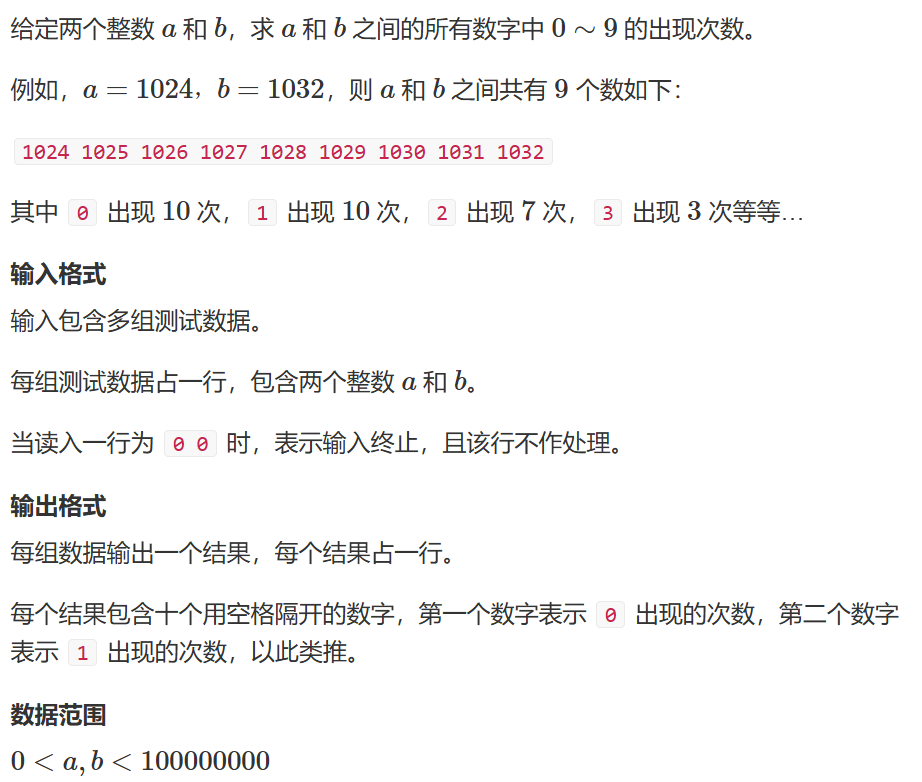 给定两个整数 a 和 b，求 a 和 b 之间的所有数字中 0 ∼ 9 的出现次数。
例如，a = 1024，b = 1032，则 a 和 b 之间共有 9 个数如下：
1024 1025 1026 1027 1028 1029 1030 1031 1032
其中 0 出现 10 次， 1 出现 10 次， 2 出现 7 次， 3 出现 3 次等等…
输入格式
输入包含多组测试数据。
每组测试数据占一行，包含两个整数 a 和 b。
当读入一行为 0 0 时，表示输入终止，且该行不作处理。
输出格式
每组数据输出一个结果，每个结果占一行。
每个结果包含十个用空格隔开的数字，第一个数字表示 0 出现的次数，第二个数字
表示 1 出现的次数，以此类推。
数据范围
0 < a, b < 100000000